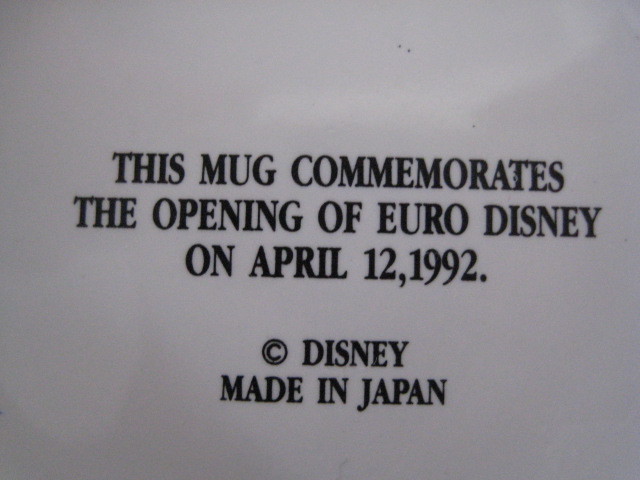 THIS MUG COMMEMORATES
THE OPENING OF EURO DISNEY
ON APRIL 12,1992.
© DISNEY
MADE IN JAPAN